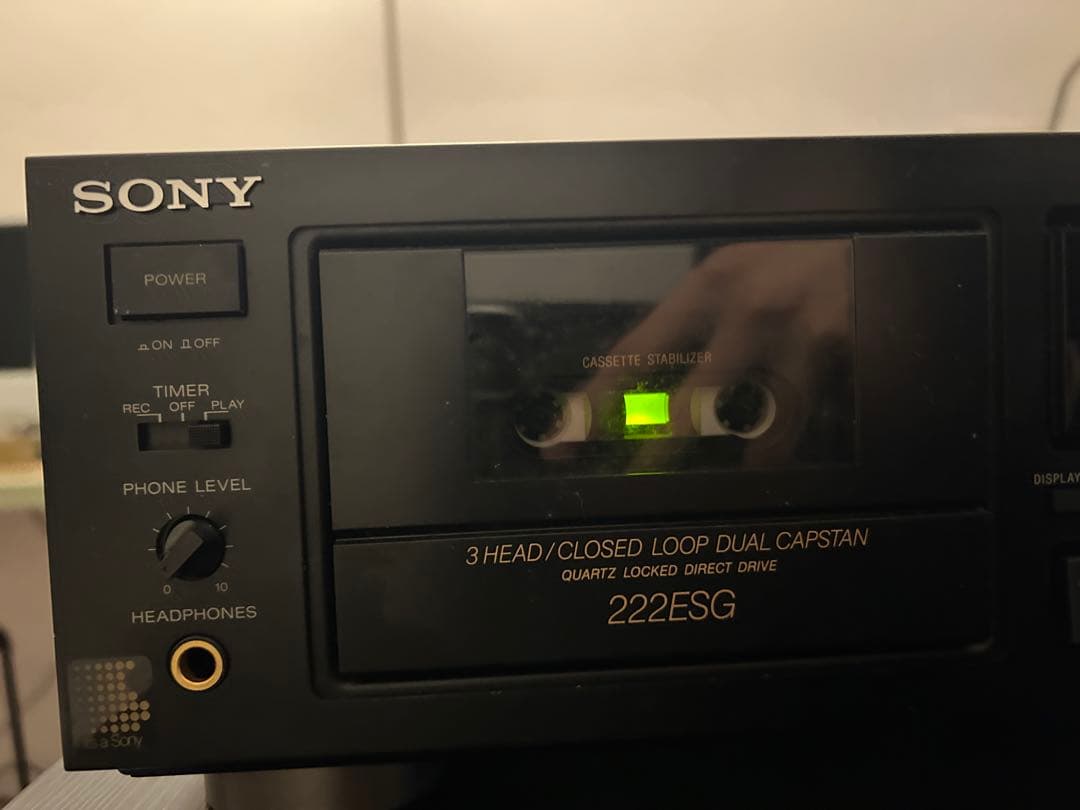 SONY
POWER
ON OFF
TIMER
REC OFF PLAY
PHONE LEVEL
0 10
HEADPHONES
a Sony
CASSETTE STABILIZER
3 HEAD/CLOSED LOOP DUAL CAPSTAN
QUARTZ LOCKED DIRECT DRIVE
222ESG
DISPLAY